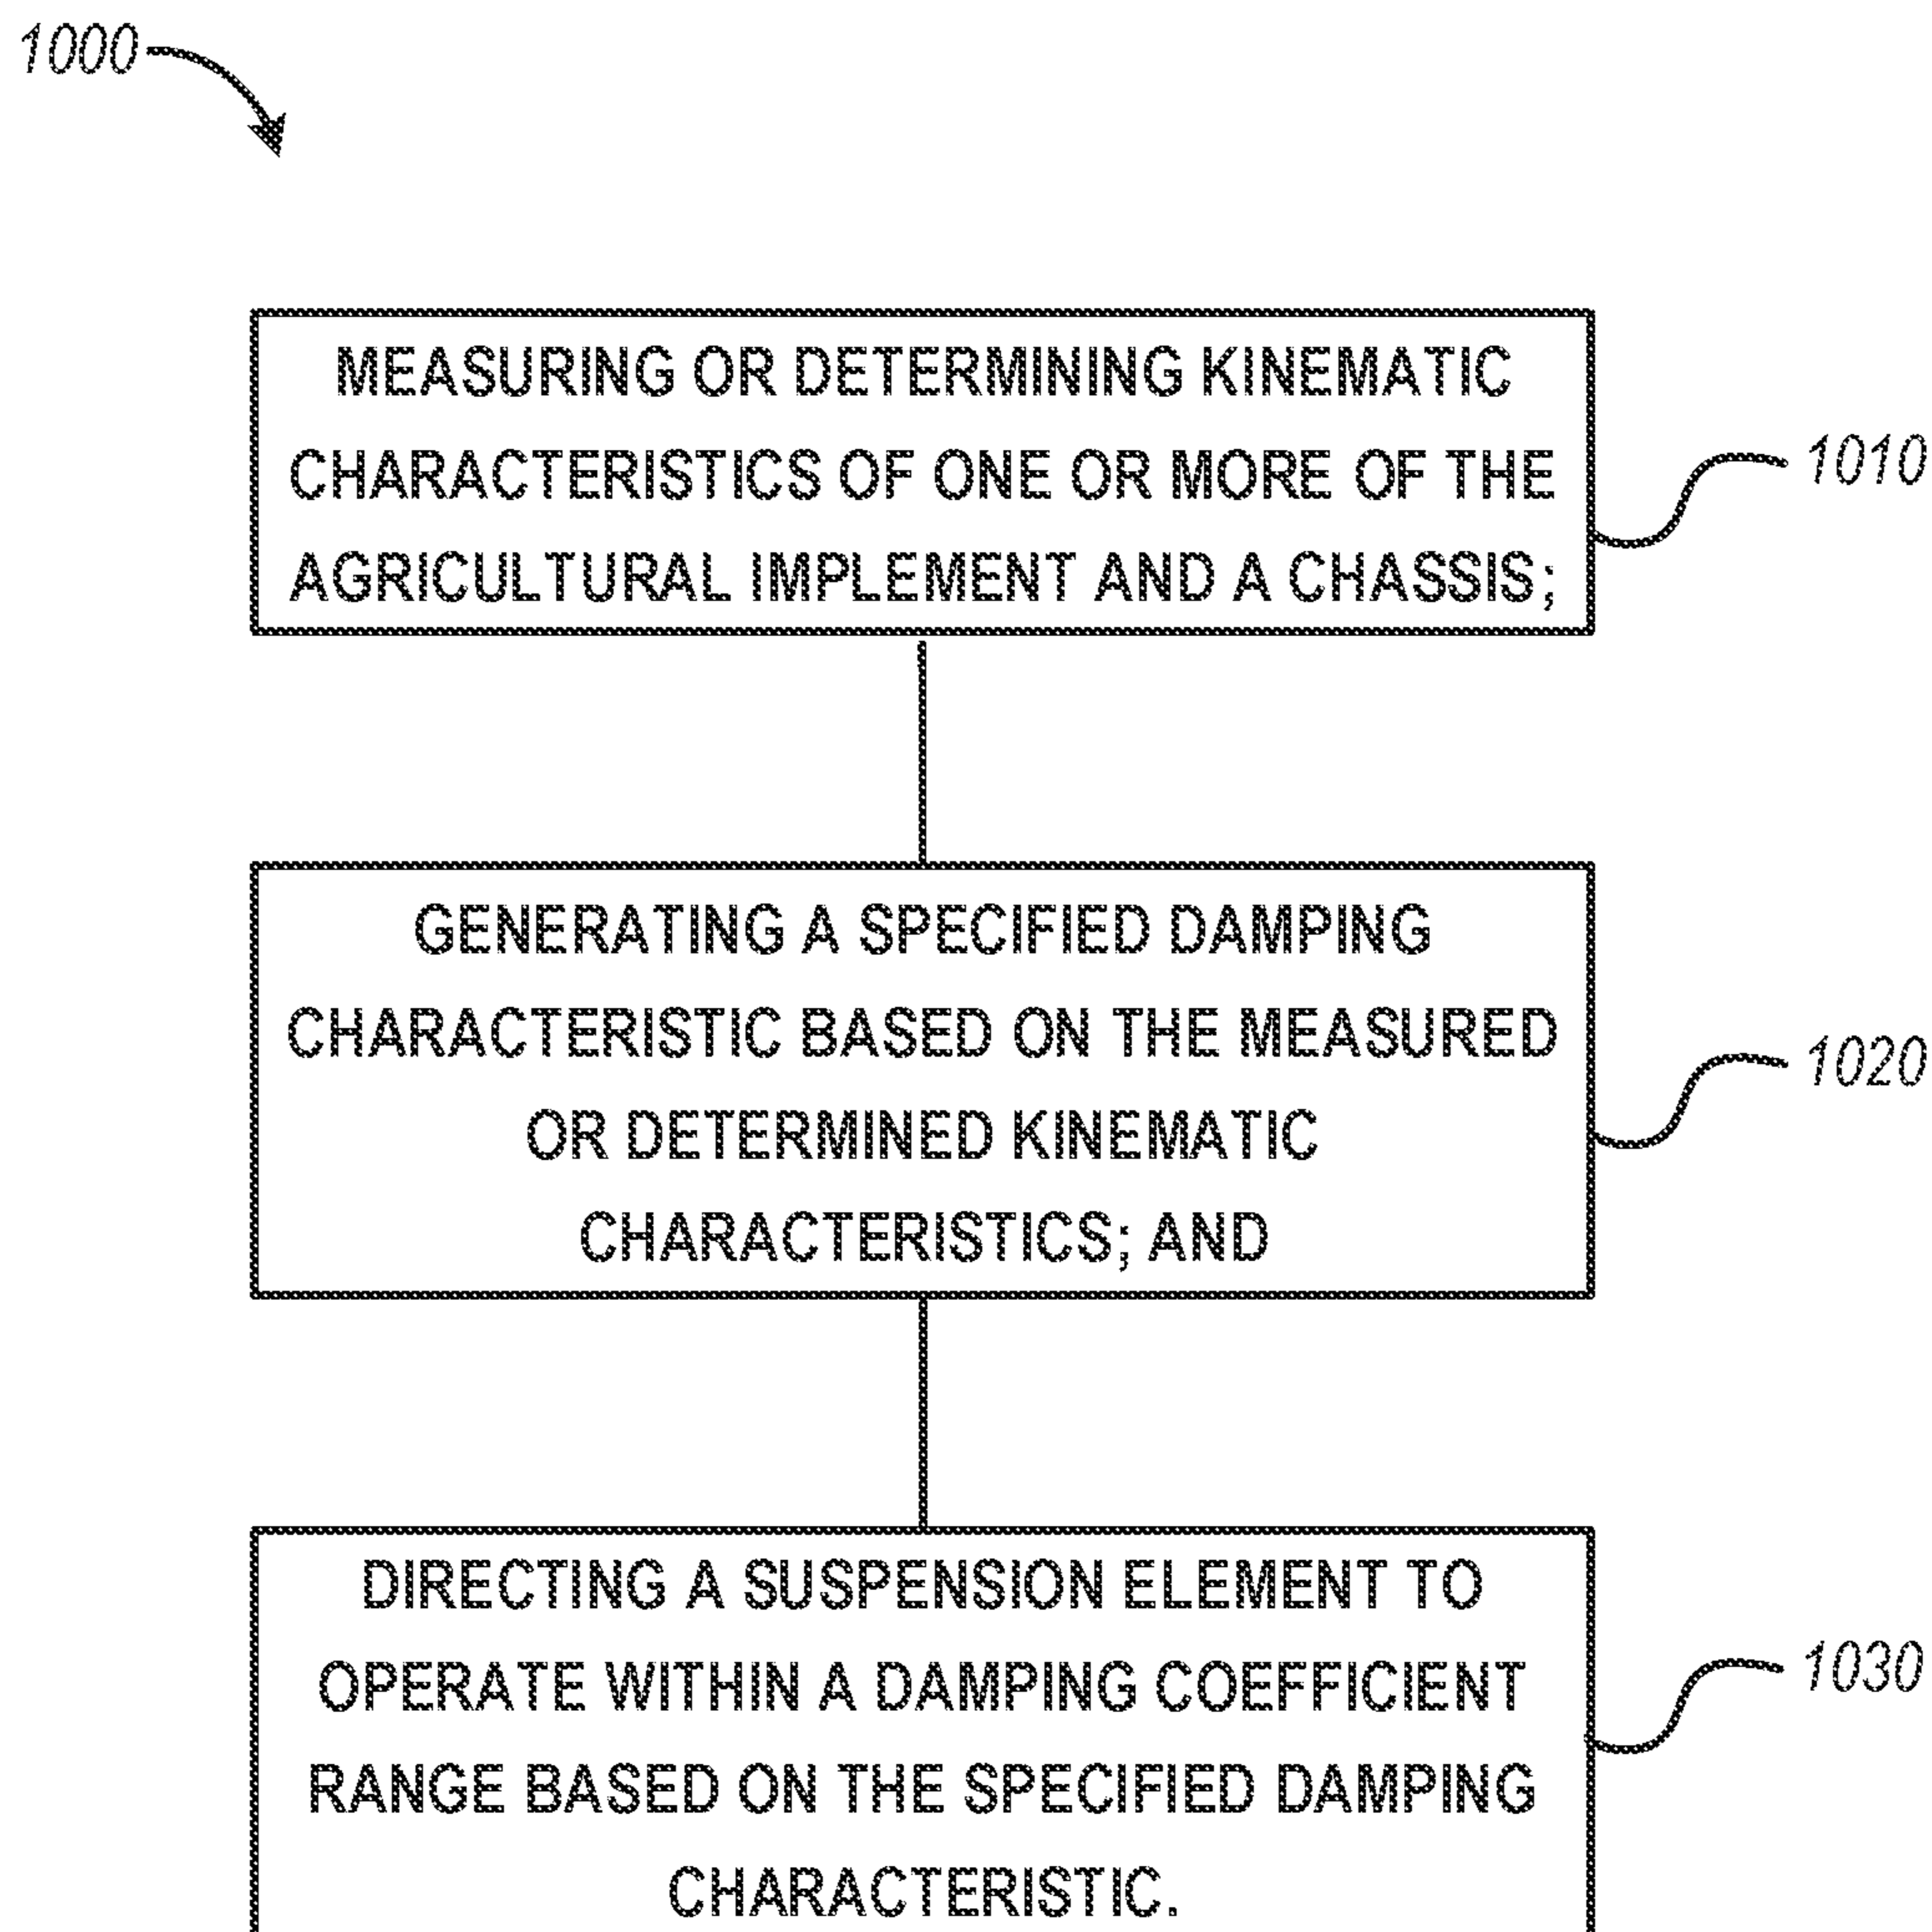 1000
MEASURING OR DETERMINING KINEMATIC
CHARACTERISTICS OF ONE OR MORE OF THE
AGRICULTURAL IMPLEMENT AND A CHASSIS;
1010
GENERATING A SPECIFIED DAMPING
CHARACTERISTIC BASED ON THE MEASURED
OR DETERMINED KINEMATIC
CHARACTERISTICS; AND
1020
DIRECTING A SUSPENSION ELEMENT TO
OPERATE WITHIN A DAMPING COEFFICIENT
RANGE BASED ON THE SPECIFIED DAMPING
CHARACTERISTIC.
1030